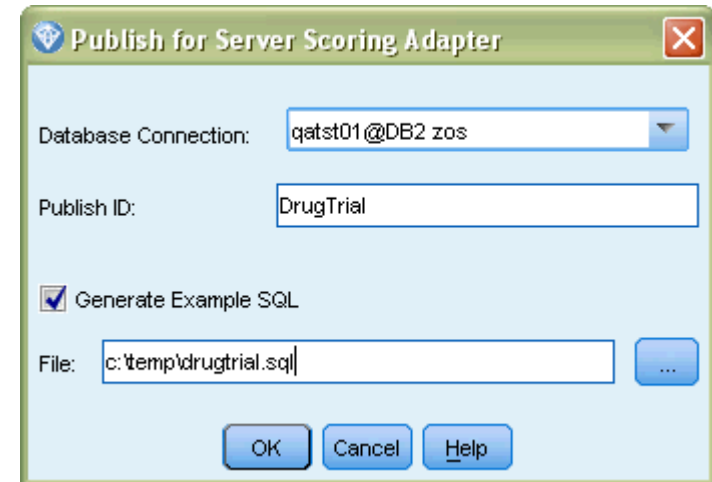 Publish for Server Scoring Adapter
Database Connection: qatst01@DB2 zos
Publish ID: DrugTrial
Generate Example SQL
File: c:\temp\drugtrial.sql ...
OK Cancel Help